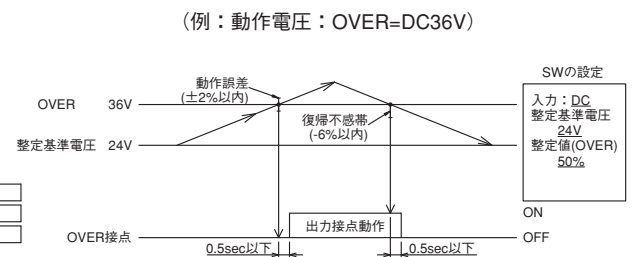 （例：動作電圧：OVER=DC36V）
SWの設定
動作誤差
(±2%以内)
OVER 36V
入力：DC
整定基準電圧
24V
整定値(OVER)
50%
復帰不感帯
(-6%以内)
整定基準電圧 24V
ON
出力接点動作
OVER接点
OFF
0.5sec以下
0.5sec以下